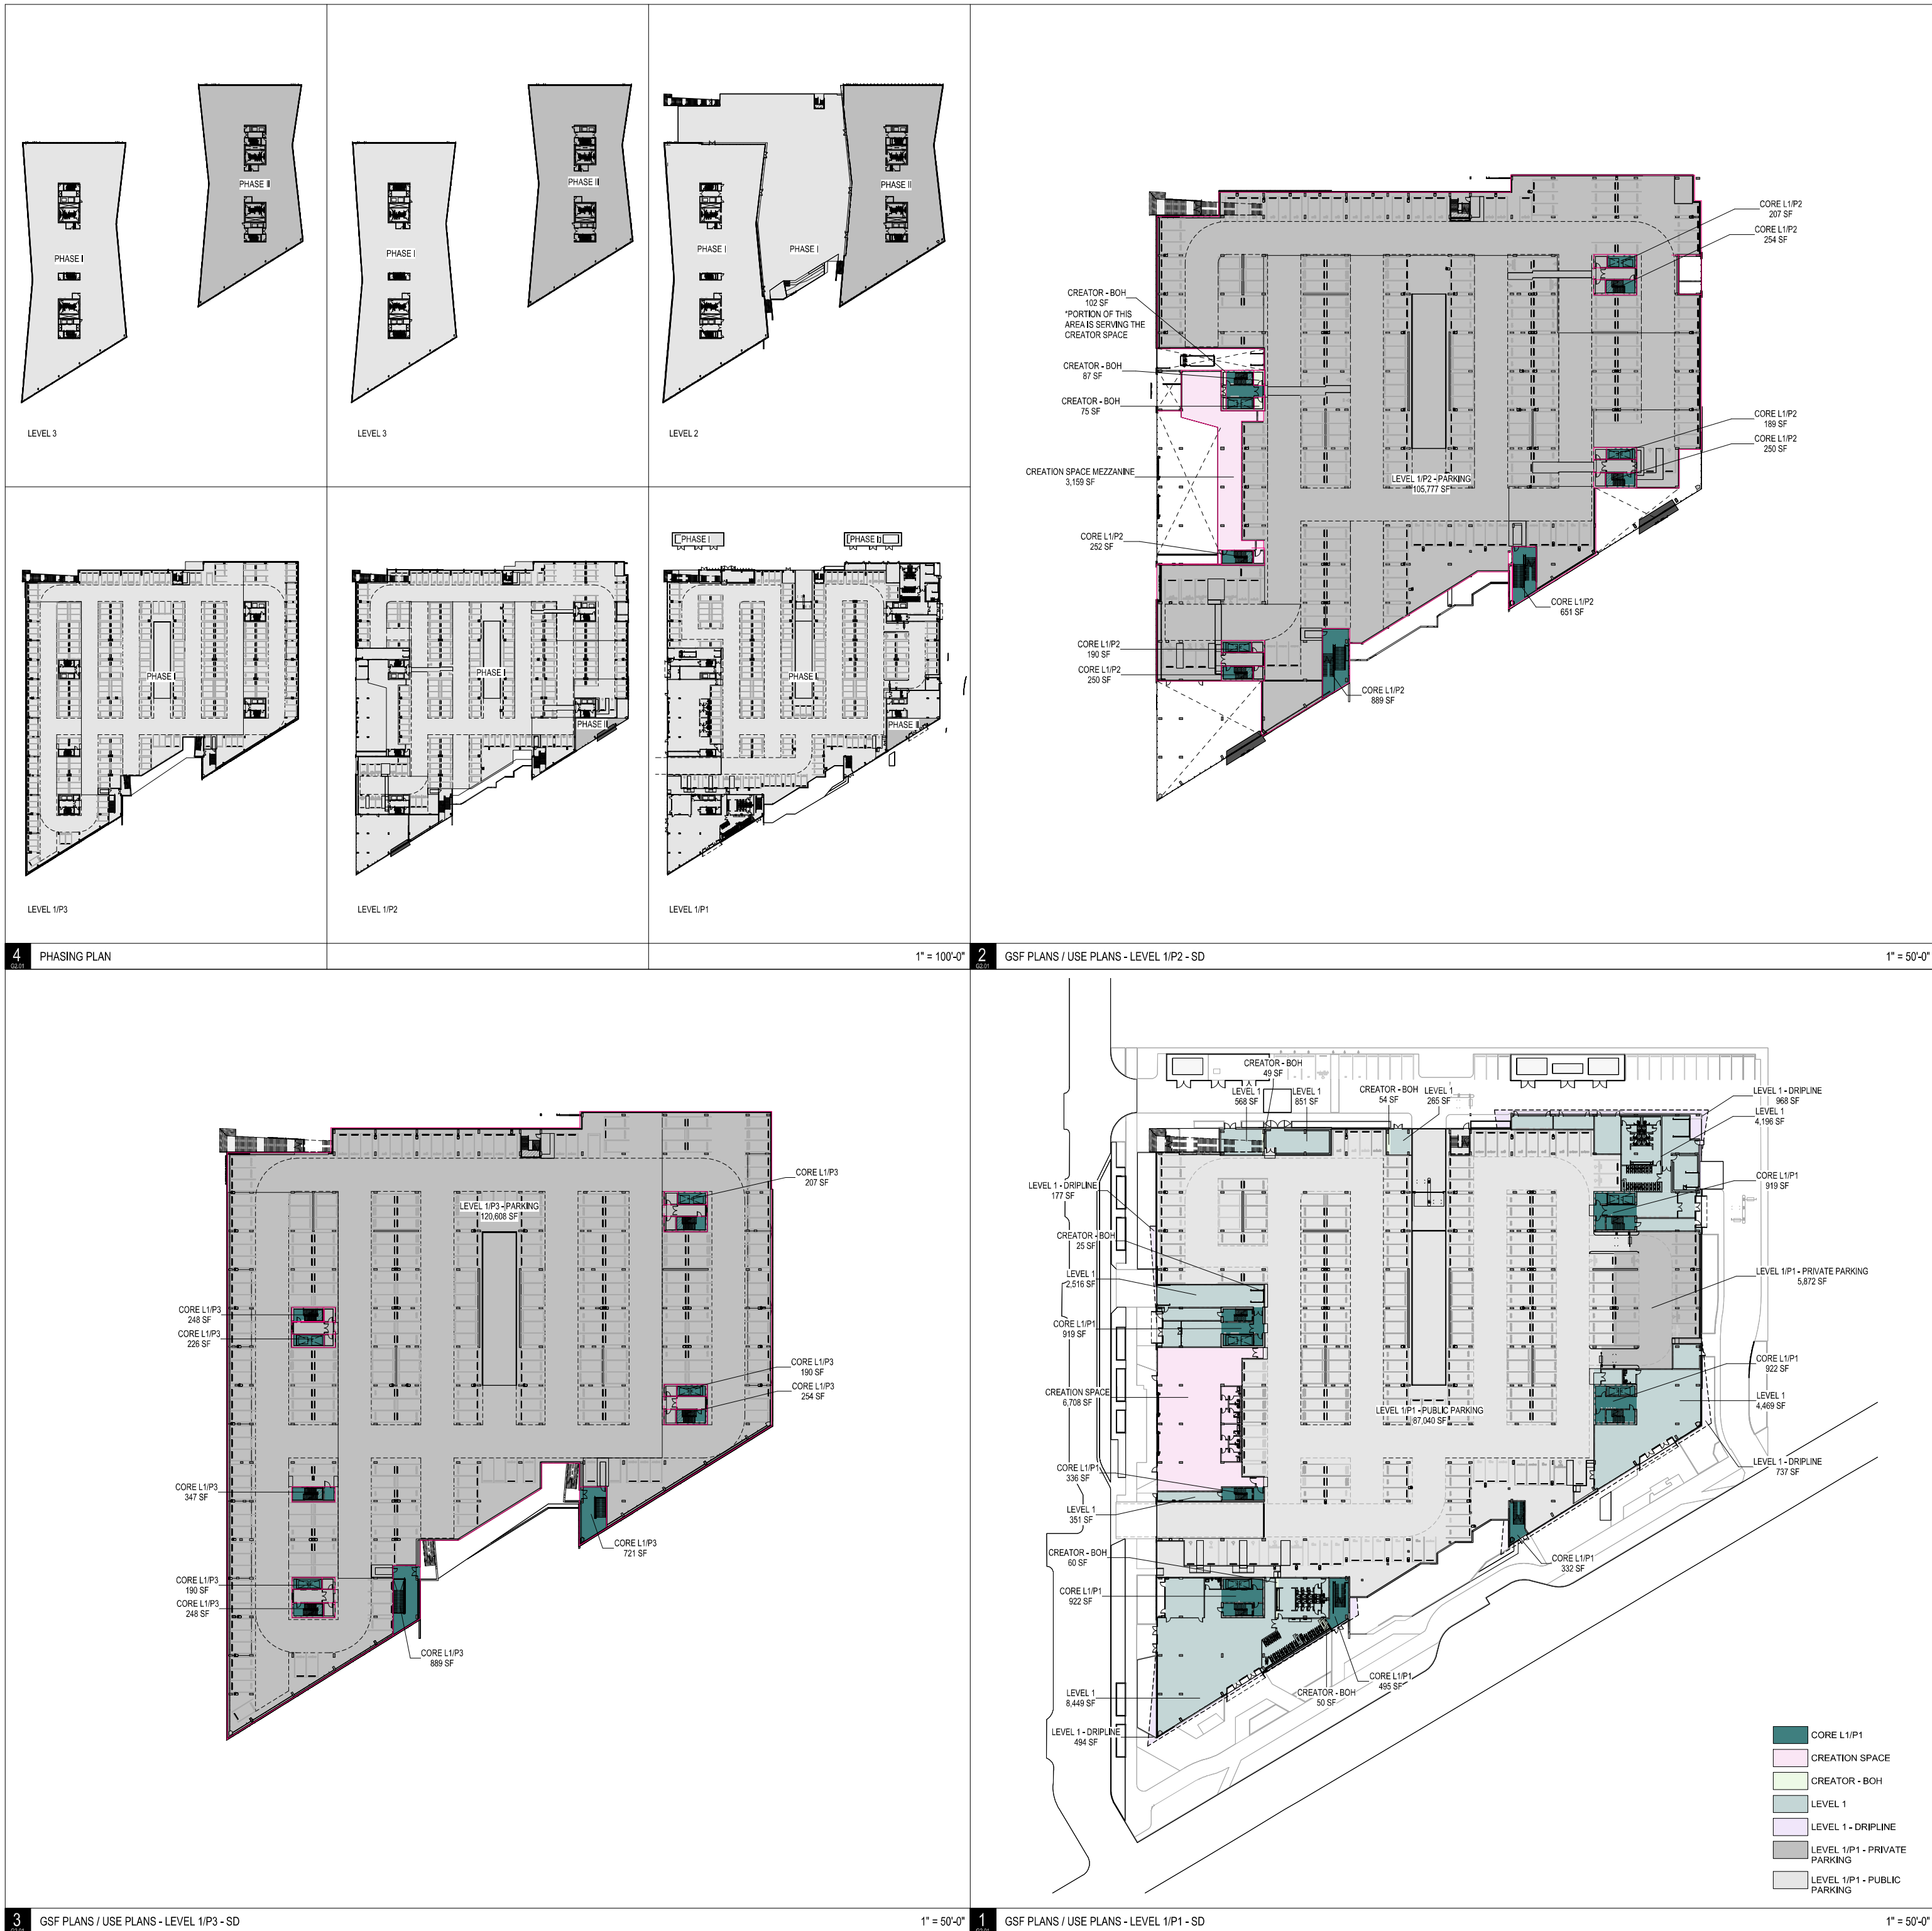 PHASE I
PHASE II
LEVEL 3
PHASE I
PHASE II
LEVEL 3
PHASE I
PHASE I
PHASE II
LEVEL 2
PHASE I
LEVEL 1/P3
PHASE I
PHASE II
LEVEL 1/P2
PHASE I
PHASE II
PHASE I
PHASE II
LEVEL 1/P1
4
G2.01
PHASING PLAN
1" = 100'-0"
CORE L1/P2
207 SF
CORE L1/P2
254 SF
CREATOR - BOH
102 SF
*PORTION OF THIS
AREA IS SERVING THE
CREATOR SPACE
CREATOR - BOH
87 SF
CREATOR - BOH
75 SF
CORE L1/P2
189 SF
CORE L1/P2
250 SF
CREATION SPACE MEZZANINE
3,159 SF
LEVEL 1/P2 - PARKING
105,777 SF
CORE L1/P2
252 SF
CORE L1/P2
651 SF
CORE L1/P2
190 SF
CORE L1/P2
250 SF
CORE L1/P2
889 SF
2
G2.01
GSF PLANS / USE PLANS - LEVEL 1/P2 - SD
1" = 50'-0"
CORE L1/P3
207 SF
LEVEL 1/P3 - PARKING
120,608 SF
CORE L1/P3
248 SF
CORE L1/P3
226 SF
CORE L1/P3
190 SF
CORE L1/P3
254 SF
CORE L1/P3
347 SF
CORE L1/P3
721 SF
CORE L1/P3
190 SF
CORE L1/P3
248 SF
CORE L1/P3
889 SF
3
GSF PLANS / USE PLANS - LEVEL 1/P3 - SD
1" = 50'-0"
CREATOR - BOH
49 SF
LEVEL 1
568 SF
LEVEL 1
851 SF
CREATOR - BOH
54 SF
LEVEL 1
265 SF
LEVEL 1 - DRIPLINE
968 SF
LEVEL 1
4,196 SF
LEVEL 1 - DRIPLINE
177 SF
CORE L1/P1
919 SF
CREATOR - BOH
25 SF
LEVEL 1
2,516 SF
LEVEL 1/P1 - PRIVATE PARKING
5,872 SF
CORE L1/P1
919 SF
CORE L1/P1
922 SF
CREATION SPACE
6,708 SF
LEVEL 1
4,469 SF
LEVEL 1/P1 - PUBLIC PARKING
87,040 SF
LEVEL 1 - DRIPLINE
737 SF
CORE L1/P1
336 SF
LEVEL 1
351 SF
CREATOR - BOH
60 SF
CORE L1/P1
332 SF
CORE L1/P1
922 SF
CORE L1/P1
495 SF
CREATOR - BOH
50 SF
LEVEL 1
8,449 SF
LEVEL 1 - DRIPLINE
494 SF
CORE L1/P1
CREATION SPACE
CREATOR - BOH
LEVEL 1
LEVEL 1 - DRIPLINE
LEVEL 1/P1 - PRIVATE
PARKING
LEVEL 1/P1 - PUBLIC
PARKING
1
GSF PLANS / USE PLANS - LEVEL 1/P1 - SD
1" = 50'-0"